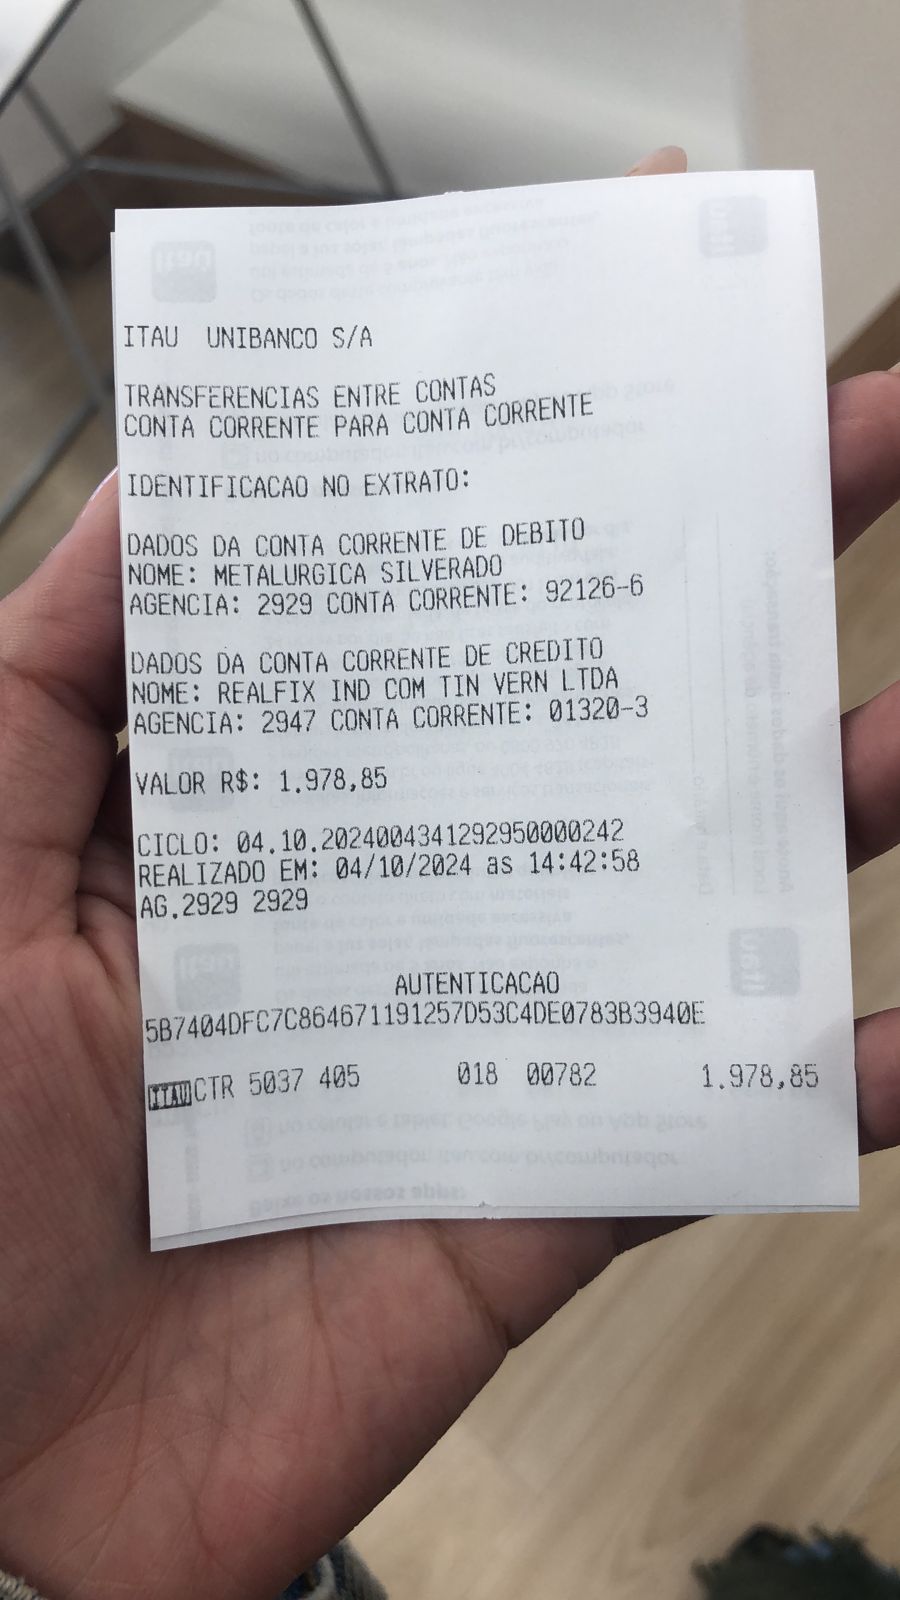 ITAU UNIBANCO S/A
TRANSFERENCIAS ENTRE CONTAS
CONTA CORRENTE PARA CONTA CORRENTE
IDENTIFICACAO NO EXTRATO:
DADOS DA CONTA CORRENTE DE DEBITO
NOME: METALURGICA SILVERADO
AGENCIA: 2929 CONTA CORRENTE: 92126-6
DADOS DA CONTA CORRENTE DE CREDITO
NOME: REALFIX IND COM TIN VERN LTDA
AGENCIA: 2947 CONTA CORRENTE: 01320-3
VALOR R$: 1.978,85
CICLO: 04.10.2024004341292950000242
REALIZADO EM: 04/10/2024 as 14:42:58
AG.2929 2929
AUTENTICACAO
5B7404DFC7C864671191257D53C4DE0783B3940E
ITAU CTR 5037 405 018 00782 1.978,85